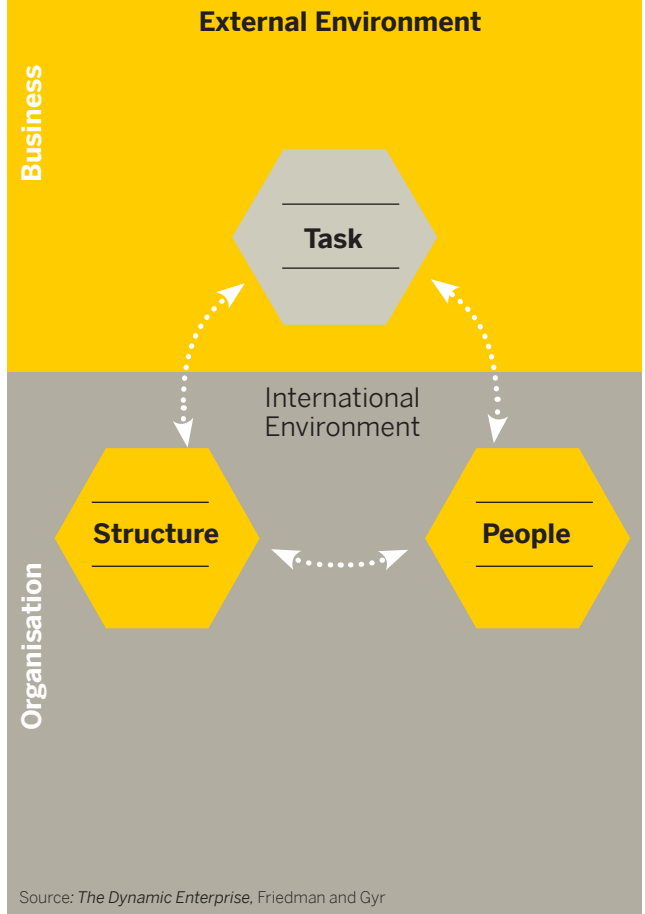 External Environment
Business
Task
International
Environment
Structure
People
Organisation
Source: The Dynamic Enterprise, Friedman and Gyr